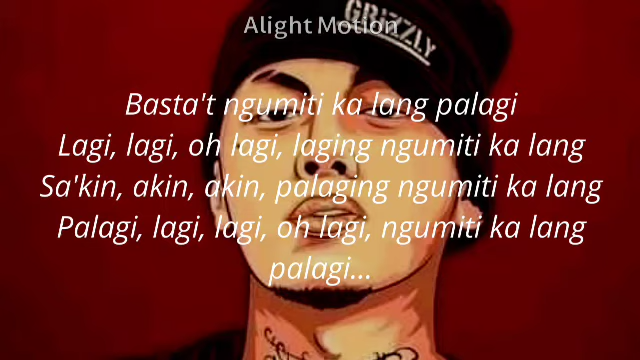 Alight Motion
GRIZZLY
Basta't ngumiti ka lang palagi
Lagi, lagi, oh lagi, laging ngumiti ka lang
Sa'kin, akin, akin, palaging ngumiti ka lang
Palagi, lagi, lagi, oh lagi, ngumiti ka lang
palagi...